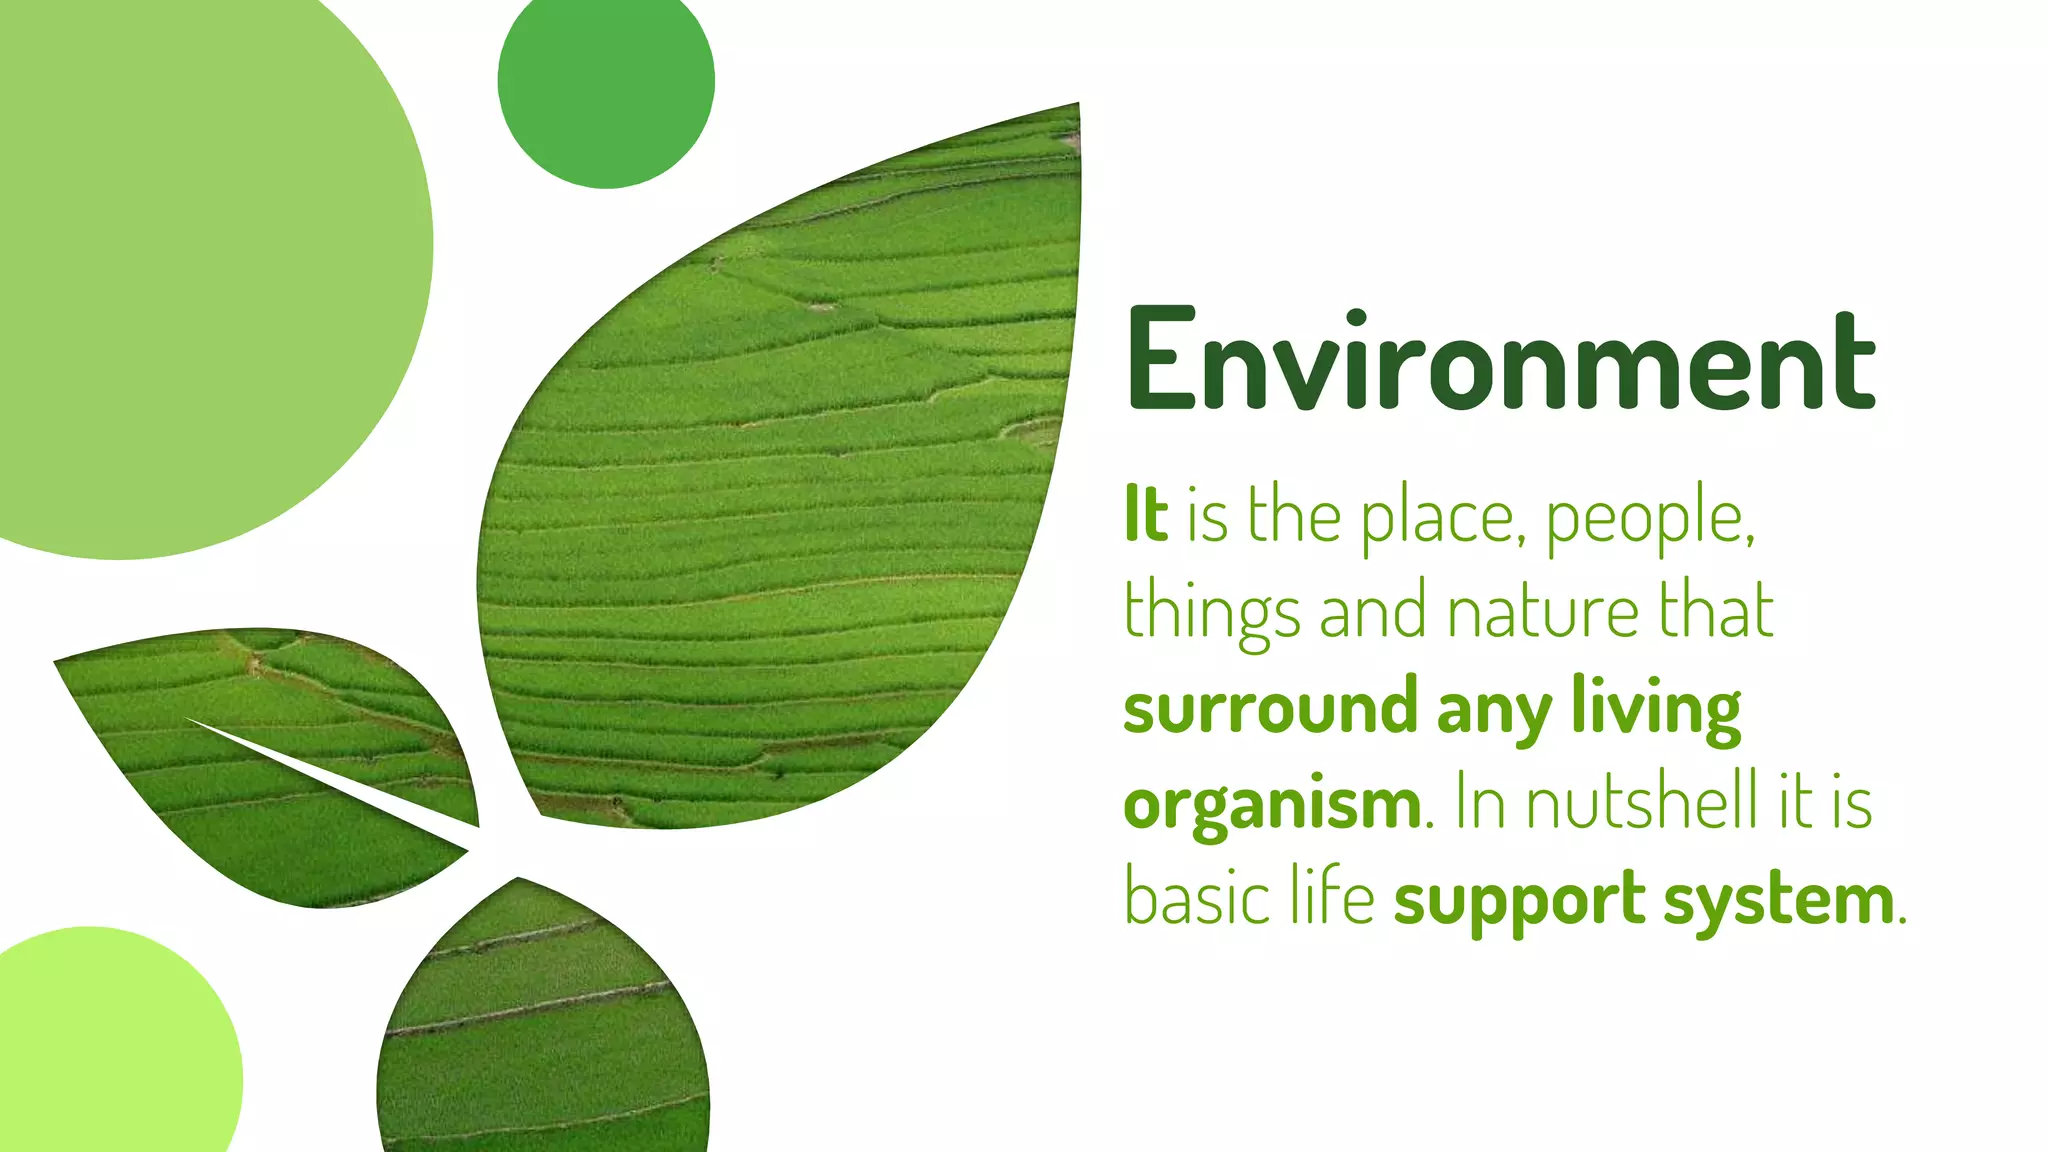 Environment
It is the place, people,
things and nature that
surround any living
organism. In nutshell it is
basic life support system.